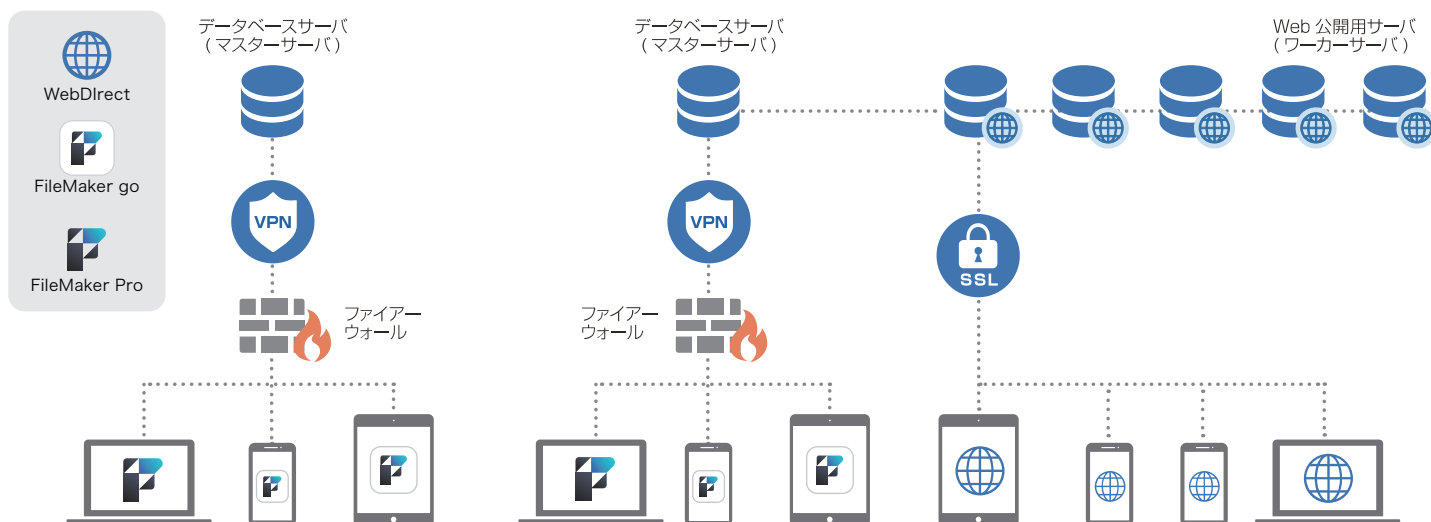 WebDIrect
FileMaker go
FileMaker Pro
データベースサーバ
( マスターサーバ )
VPN
ファイアー
ウォール
データベースサーバ
( マスターサーバ )
VPN
ファイアー
ウォール
Web 公開用サーバ
( ワーカーサーバ )
SSL